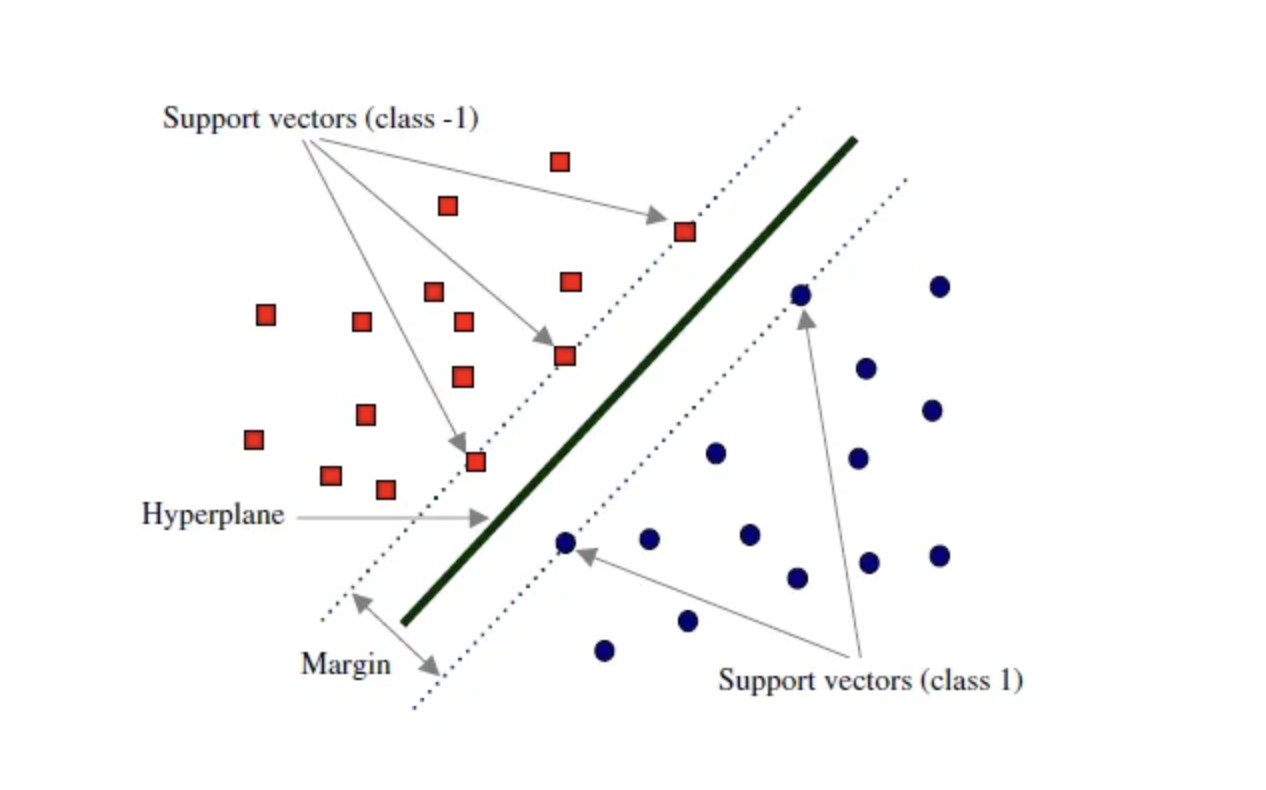 Support vectors (class -1)
Hyperplane
Margin
Support vectors (class 1)